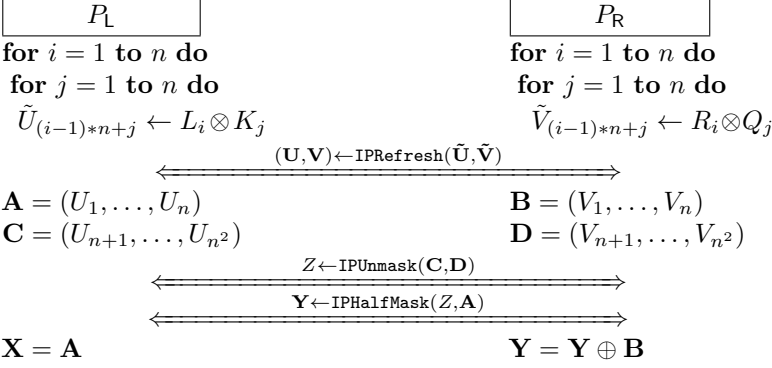 P_L P_R
for i = 1 to n do for i = 1 to n do
for j = 1 to n do for j = 1 to n do
Ũ_{(i−1)∗n+j} ← L_i ⊗ K_j Ṽ_{(i−1)∗n+j} ← R_i ⊗ Q_j
(U,V)←IPRefresh(Ũ,Ṽ)
A = (U_1, . . . , U_n) B = (V_1, . . . , V_n)
C = (U_{n+1}, . . . , U_{n^2}) D = (V_{n+1}, . . . , V_{n^2})
Z←IPUnmask(C,D)
Y←IPHalfMask(Z,A)
X = A Y = Y ⊕ B